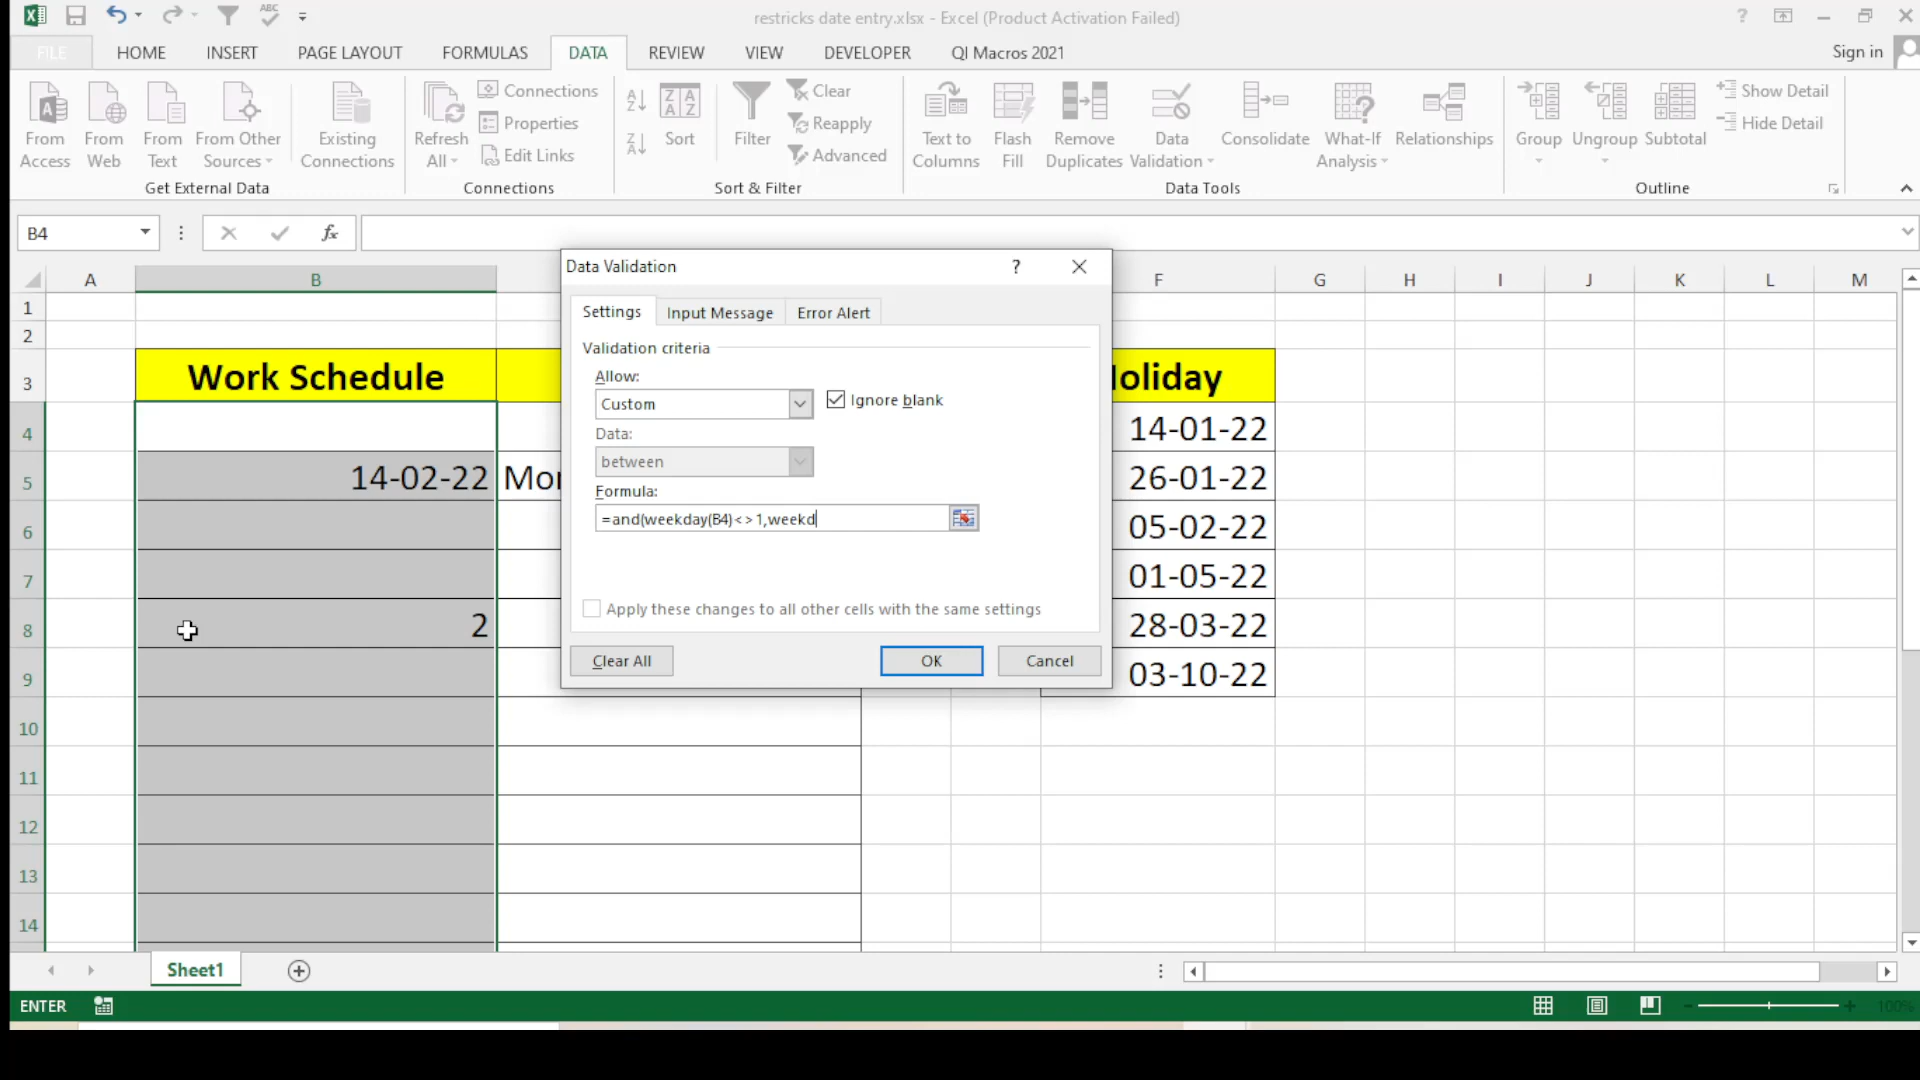 restricks date entry.xlsx - Excel (Product Activation Failed)
FILE HOME INSERT PAGE LAYOUT FORMULAS DATA REVIEW VIEW DEVELOPER QI Macros 2021 Sign in
From Access
From Web
From Text
From Other Sources
Existing Connections
Get External Data
Refresh All
Connections
Properties
Edit Links
Connections
Sort
Filter
Clear
Reapply
Advanced
Sort & Filter
Text to Columns
Flash Fill
Remove Duplicates
Data Validation
Consolidate
What-If Analysis
Relationships
Data Tools
Group
Ungroup
Subtotal
Show Detail
Hide Detail
Outline
B4
fx
A B F G H I J K L M
Data Validation ?
Settings Input Message Error Alert
Validation criteria
Allow:
Custom
Ignore blank
Data:
between
Formula:
=and(weekday(B4)<>1,weekd
Apply these changes to all other cells with the same settings
Clear All OK Cancel
1
2
3 Work Schedule oliday
4 14-01-22
5 14-02-22 Mon 26-01-22
6 05-02-22
7 01-05-22
8 2 28-03-22
9 03-10-22
10
11
12
13
14
Sheet1
ENTER 100%